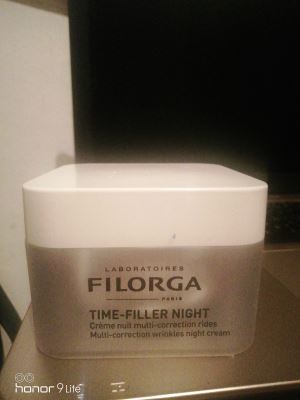 LABORATOIRES
FILORGA
PARIS
TIME-FILLER NIGHT
Crème nuit multi-correction rides
Multi-correction wrinkles night cream
honor 9 Lite